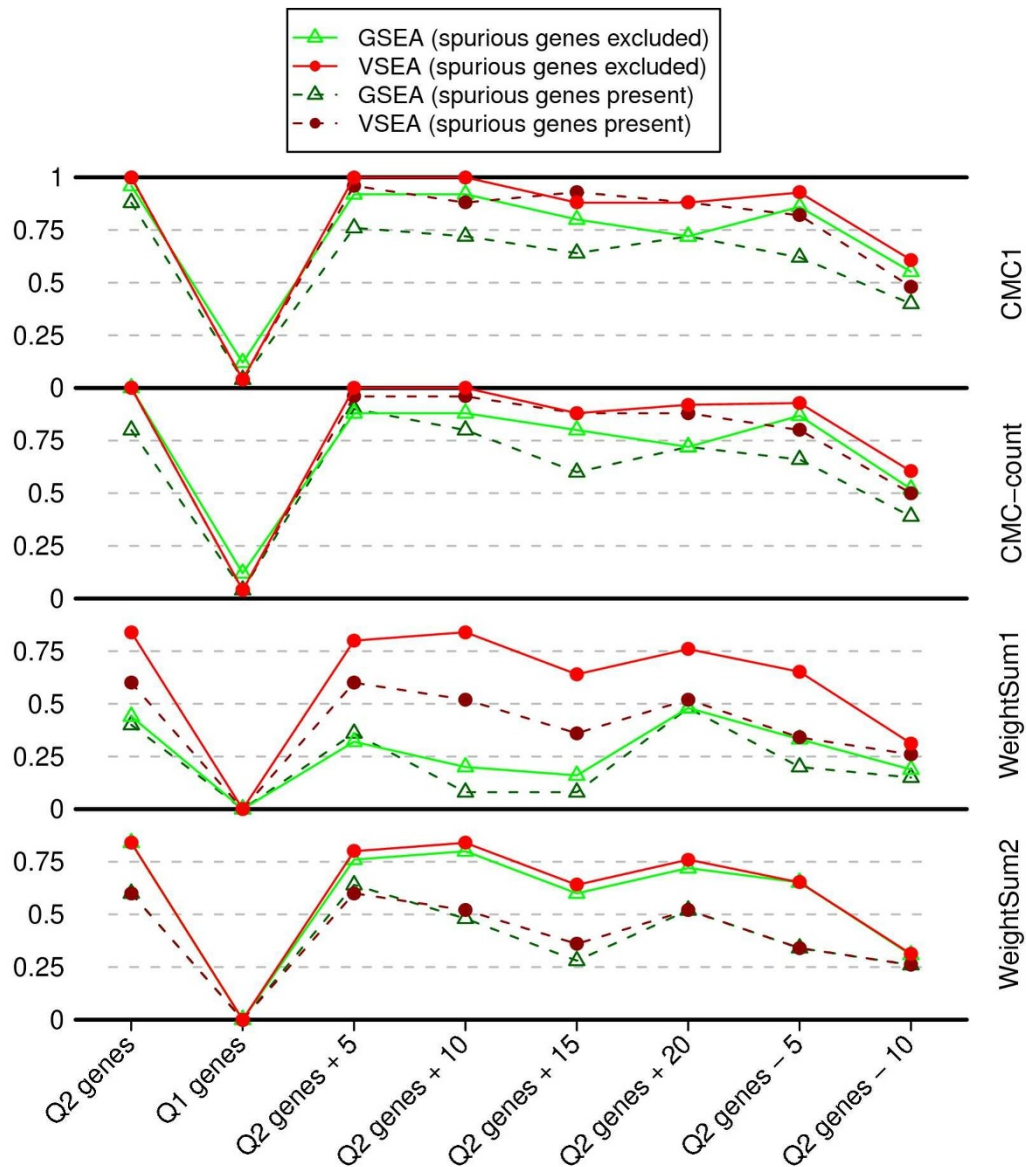 GSEA (spurious genes excluded)
VSEA (spurious genes excluded)
GSEA (spurious genes present)
VSEA (spurious genes present)
1
0.75
0.5
0.25
0
CMC1
0.75
0.5
0.25
0
CMC−count
0.75
0.5
0.25
0
WeightSum1
0.75
0.5
0.25
0
WeightSum2
Q2 genes
Q1 genes
Q2 genes + 5
Q2 genes + 10
Q2 genes + 15
Q2 genes + 20
Q2 genes − 5
Q2 genes − 10